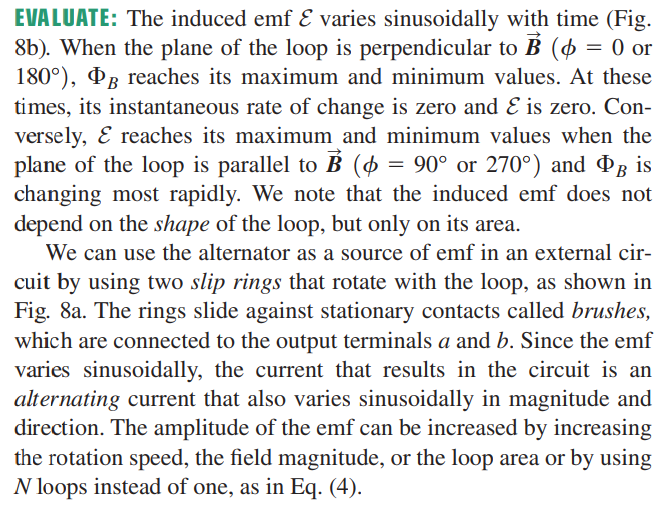 EVALUATE: The induced emf ℰ varies sinusoidally with time (Fig.
8b). When the plane of the loop is perpendicular to B⃗ (ϕ = 0 or
180°), Φ_B reaches its maximum and minimum values. At these
times, its instantaneous rate of change is zero and ℰ is zero. Con-
versely, ℰ reaches its maximum and minimum values when the
plane of the loop is parallel to B⃗ (ϕ = 90° or 270°) and Φ_B is
changing most rapidly. We note that the induced emf does not
depend on the shape of the loop, but only on its area.
We can use the alternator as a source of emf in an external cir-
cuit by using two slip rings that rotate with the loop, as shown in
Fig. 8a. The rings slide against stationary contacts called brushes,
which are connected to the output terminals a and b. Since the emf
varies sinusoidally, the current that results in the circuit is an
alternating current that also varies sinusoidally in magnitude and
direction. The amplitude of the emf can be increased by increasing
the rotation speed, the field magnitude, or the loop area or by using
N loops instead of one, as in Eq. (4).